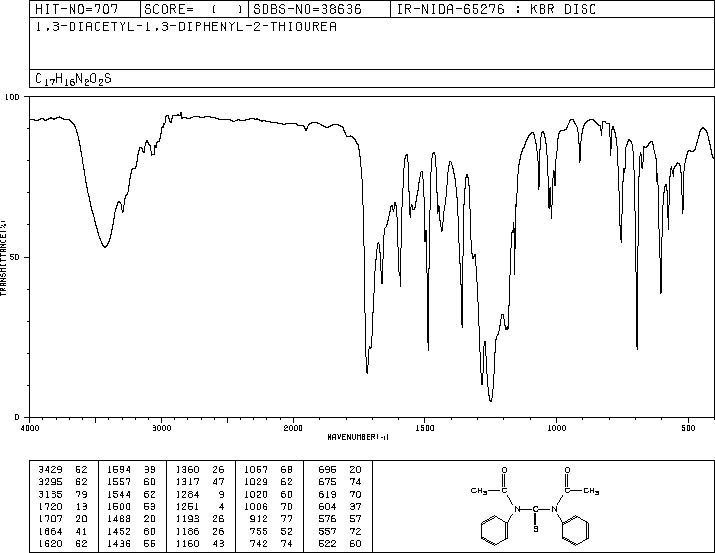 HIT-NO=707 SCORE= ( ) SDBS-NO=38636 IR-NIDA-65276 : KBR DISC
1,3-DIACETYL-1,3-DIPHENYL-2-THIOUREA
C17H16N2O2S
100
50
0
TRANSMITTANCE(%)
4000 3000 2000 1500 1000 500
WAVENUMBER(-1)
3429 52 1594 39 1360 26 1067 68 696 20
3295 62 1557 60 1317 47 1029 62 675 74
3135 79 1544 62 1284 9 1020 60 619 70
1720 13 1500 53 1251 4 1006 70 604 37
1707 20 1488 20 1193 26 912 77 576 57
1664 41 1452 60 1186 26 755 52 557 72
1620 62 1436 56 1160 43 742 74 522 60
O O
CH3 C C CH3
N C N
S